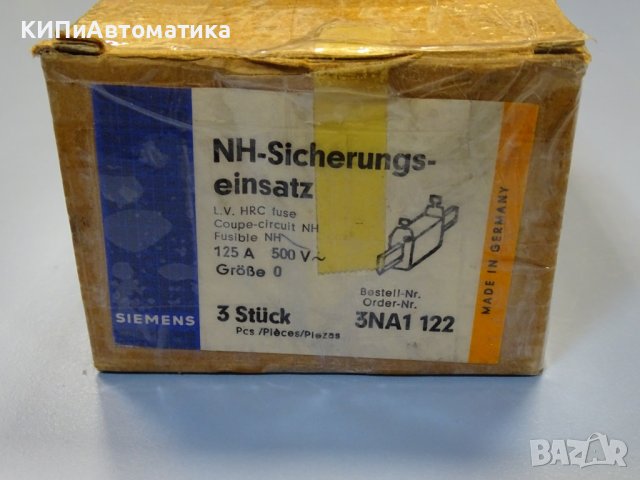 КИПиАвтоматика
NH-Sicherungs-
einsatz
L.V. HRC fuse
Coupe-circuit NH
Fusible NH
125 A 500 V~
Größe 0
Bestell-Nr.
Order-Nr.
3 Stück
3NA1 122
Pcs/Pièces/Piezas
SIEMENS
MADE IN GERMANY
BAZAR